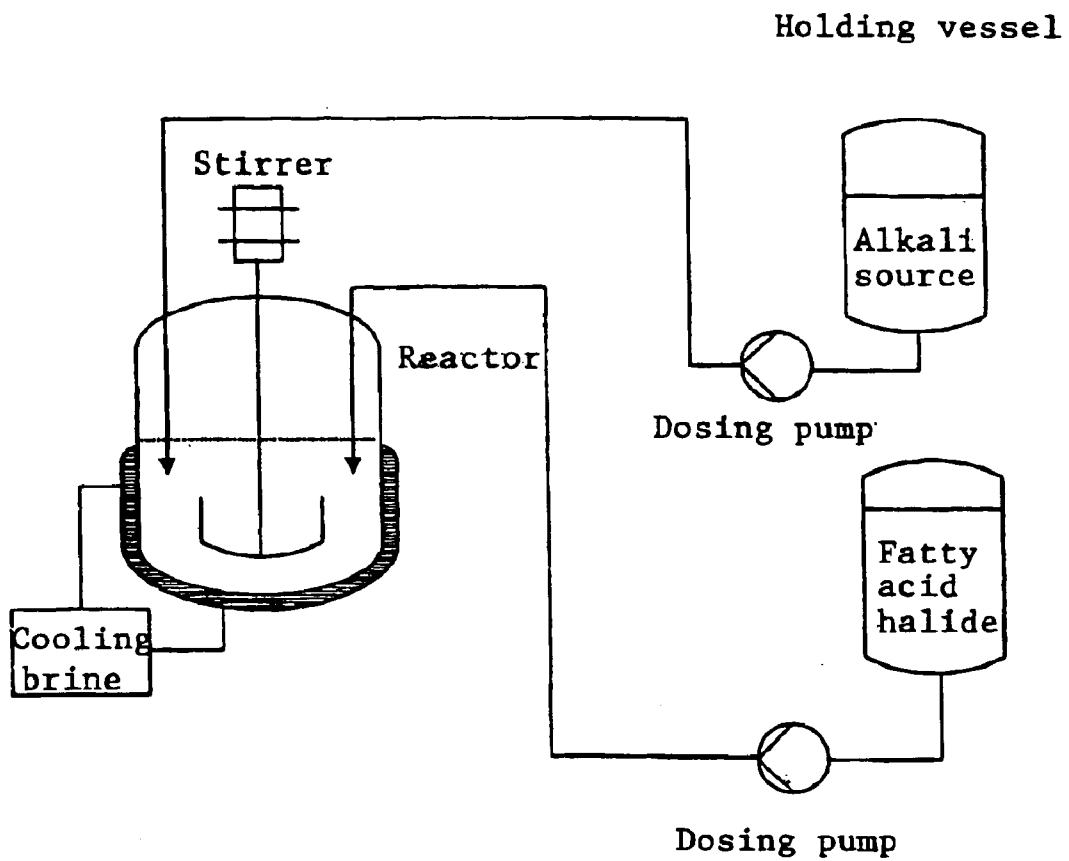 Holding vessel
Stirrer
Alkali
source
Reactor
Dosing pump
Fatty
acid
halide
Cooling
brine
Dosing pump